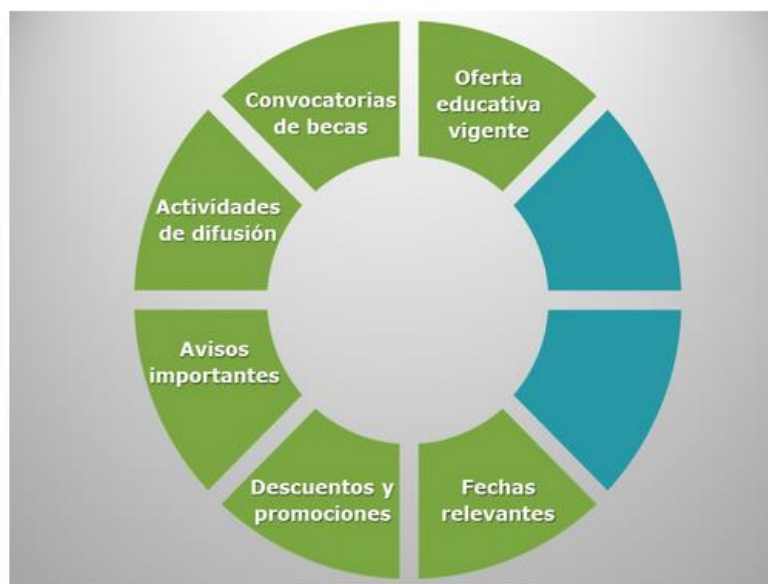 Oferta
educativa
vigente
Fechas
relevantes
Descuentos y
promociones
Avisos
importantes
Actividades
de difusión
Convocatorias
de becas